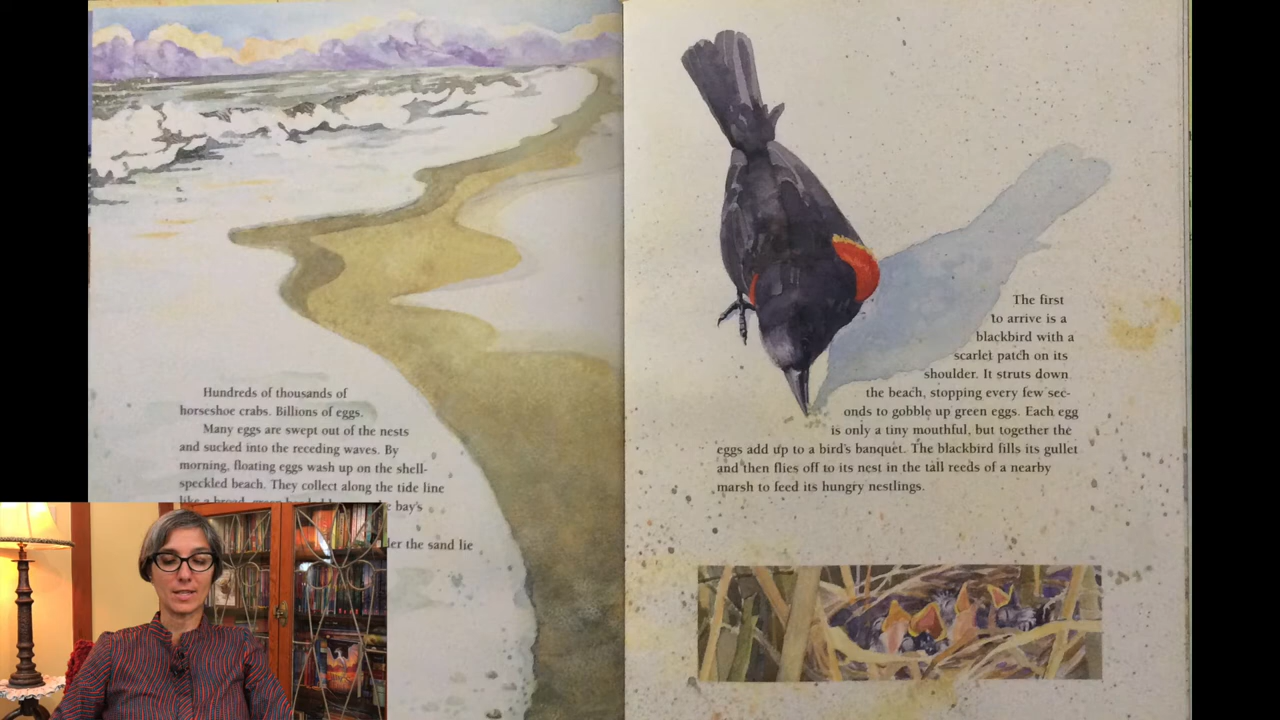 Hundreds of thousands of
horseshoe crabs. Billions of eggs.
Many eggs are swept out of the nests
and sucked into the receding waves. By
morning, floating eggs wash up on the shell-
speckled beach. They collect along the tide line
like a broad, green bay's
the sand lie
The first
to arrive is a
blackbird with a
scarlet patch on its
shoulder. It struts down
the beach, stopping every few sec-
onds to gobble up green eggs. Each egg
is only a tiny mouthful, but together the
eggs add up to a bird's banquet. The blackbird fills its gullet
and then flies off to its nest in the tall reeds of a nearby
marsh to feed its hungry nestlings.